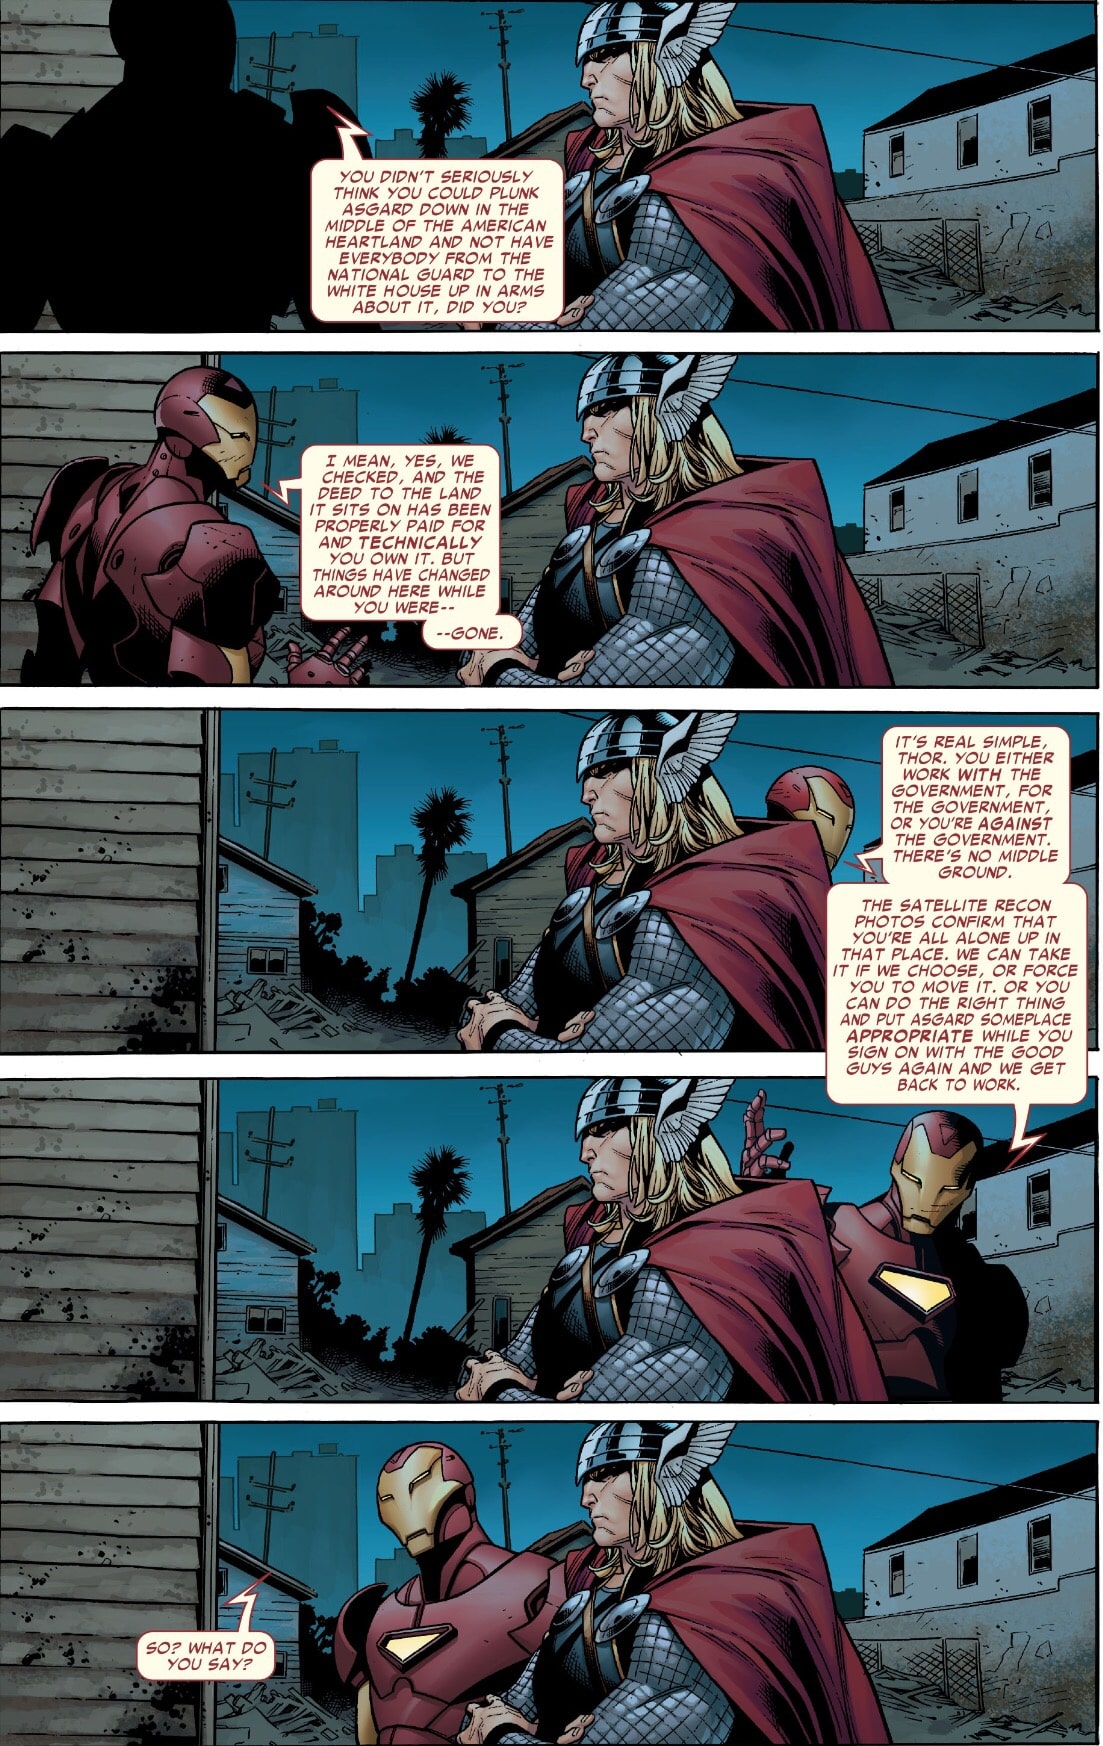 YOU DIDN'T SERIOUSLY
THINK YOU COULD PLUNK
ASGARD DOWN IN THE
MIDDLE OF THE AMERICAN
HEARTLAND AND NOT HAVE
EVERYBODY FROM THE
NATIONAL GUARD TO THE
WHITE HOUSE UP IN ARMS
ABOUT IT, DID YOU?
I MEAN, YES, WE
CHECKED, AND THE
DEED TO THE LAND
IT SITS ON HAS BEEN
PROPERLY PAID FOR
AND TECHNICALLY
YOU OWN IT. BUT
THINGS HAVE CHANGED
AROUND HERE WHILE
YOU WERE--
--GONE.
IT'S REAL SIMPLE,
THOR. YOU EITHER
WORK WITH THE
GOVERNMENT, FOR
THE GOVERNMENT,
OR YOU'RE AGAINST
THE GOVERNMENT.
THERE'S NO MIDDLE
GROUND.
THE SATELLITE RECON
PHOTOS CONFIRM THAT
YOU'RE ALL ALONE UP IN
THAT PLACE. WE CAN TAKE
IT IF WE CHOOSE, OR FORCE
YOU TO MOVE IT. OR YOU
CAN DO THE RIGHT THING
AND PUT ASGARD SOMEPLACE
APPROPRIATE WHILE YOU
SIGN ON WITH THE GOOD
GUYS AGAIN AND WE GET
BACK TO WORK.
SO? WHAT DO
YOU SAY?